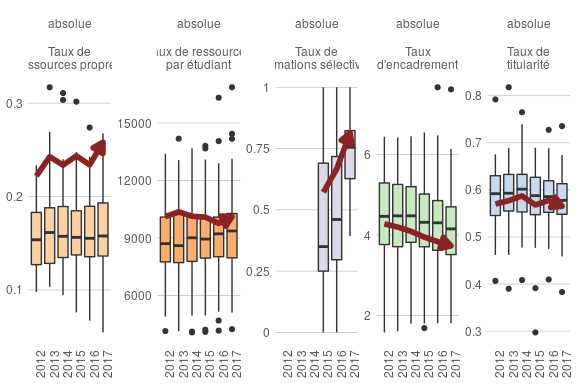 absolue absolue absolue absolue absolue
Taux de
ssources propre
aux de ressource
par étudiant
Taux de
mations sélectiv
Taux
d'encadrement
Taux de
titularité
0.3
0.2
0.1
15000
12000
9000
6000
1
0.75
0.5
0.25
0
6
4
2
0.8
0.7
0.6
0.5
0.4
0.3
2012 2013 2014 2015 2016 2017
2012 2013 2014 2015 2016 2017
2012 2013 2014 2015 2016 2017
2012 2013 2014 2015 2016 2017
2012 2013 2014 2015 2016 2017